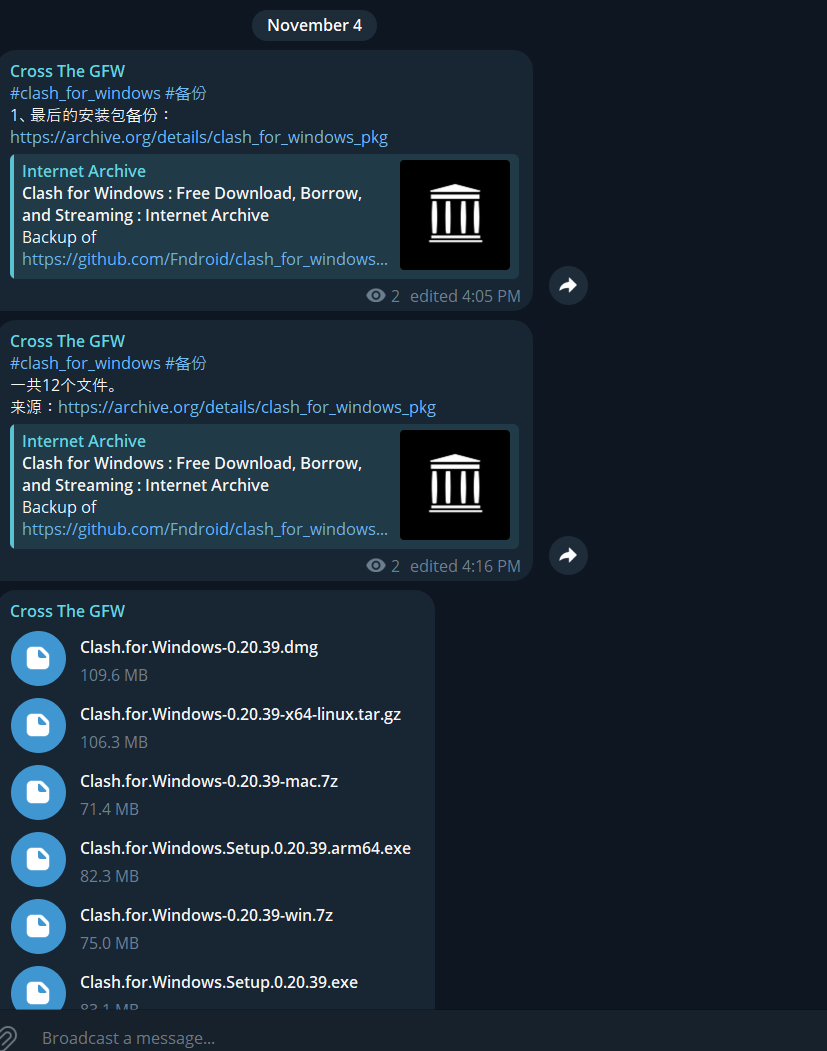 November 4
Cross The GFW
#clash_for_windows #备份
1、最后的安装包备份：
https://archive.org/details/clash_for_windows_pkg
Internet Archive
Clash for Windows : Free Download, Borrow,
and Streaming : Internet Archive
Backup of
https://github.com/Fndroid/clash_for_windows...
2 edited 4:05 PM
Cross The GFW
#clash_for_windows #备份
一共12个文件。
来源：https://archive.org/details/clash_for_windows_pkg
Internet Archive
Clash for Windows : Free Download, Borrow,
and Streaming : Internet Archive
Backup of
https://github.com/Fndroid/clash_for_windows...
2 edited 4:16 PM
Cross The GFW
Clash.for.Windows-0.20.39.dmg
109.6 MB
Clash.for.Windows-0.20.39-x64-linux.tar.gz
106.3 MB
Clash.for.Windows-0.20.39-mac.7z
71.4 MB
Clash.for.Windows.Setup.0.20.39.arm64.exe
82.3 MB
Clash.for.Windows-0.20.39-win.7z
75.0 MB
Clash.for.Windows.Setup.0.20.39.exe
83.1 MB
Broadcast a message...